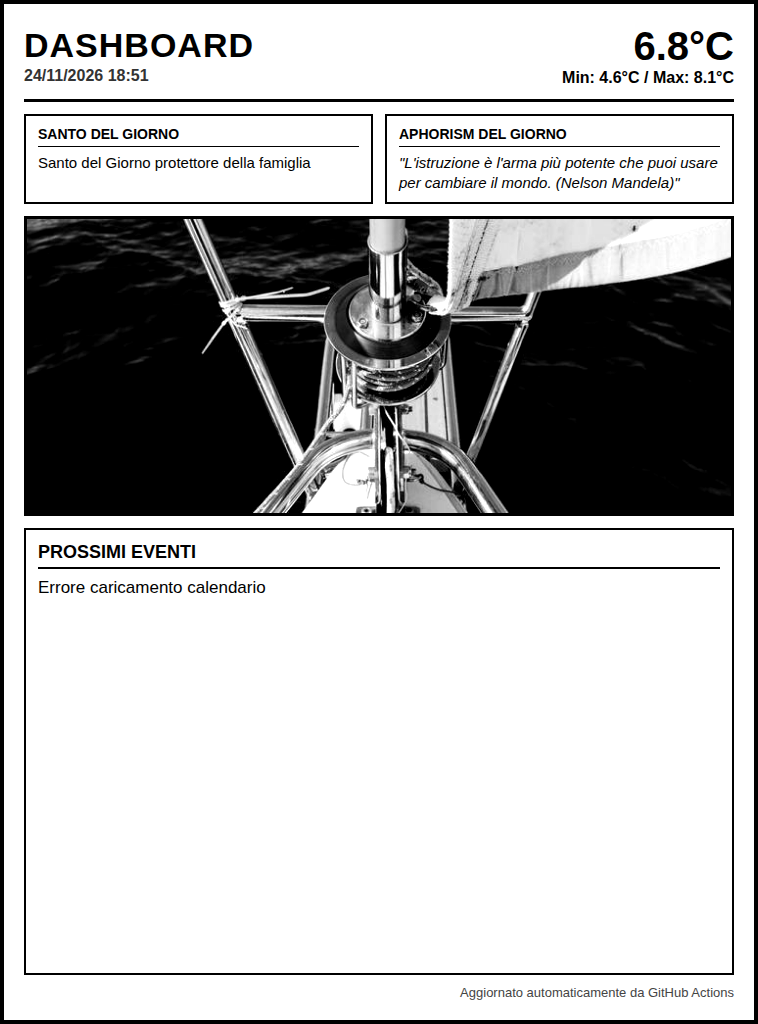 DASHBOARD
24/11/2026 18:51
6.8°C
Min: 4.6°C / Max: 8.1°C
SANTO DEL GIORNO
Santo del Giorno protettore della famiglia
APHORISM DEL GIORNO
"L'istruzione è l'arma più potente che puoi usare
per cambiare il mondo. (Nelson Mandela)"
PROSSIMI EVENTI
Errore caricamento calendario
Aggiornato automaticamente da GitHub Actions